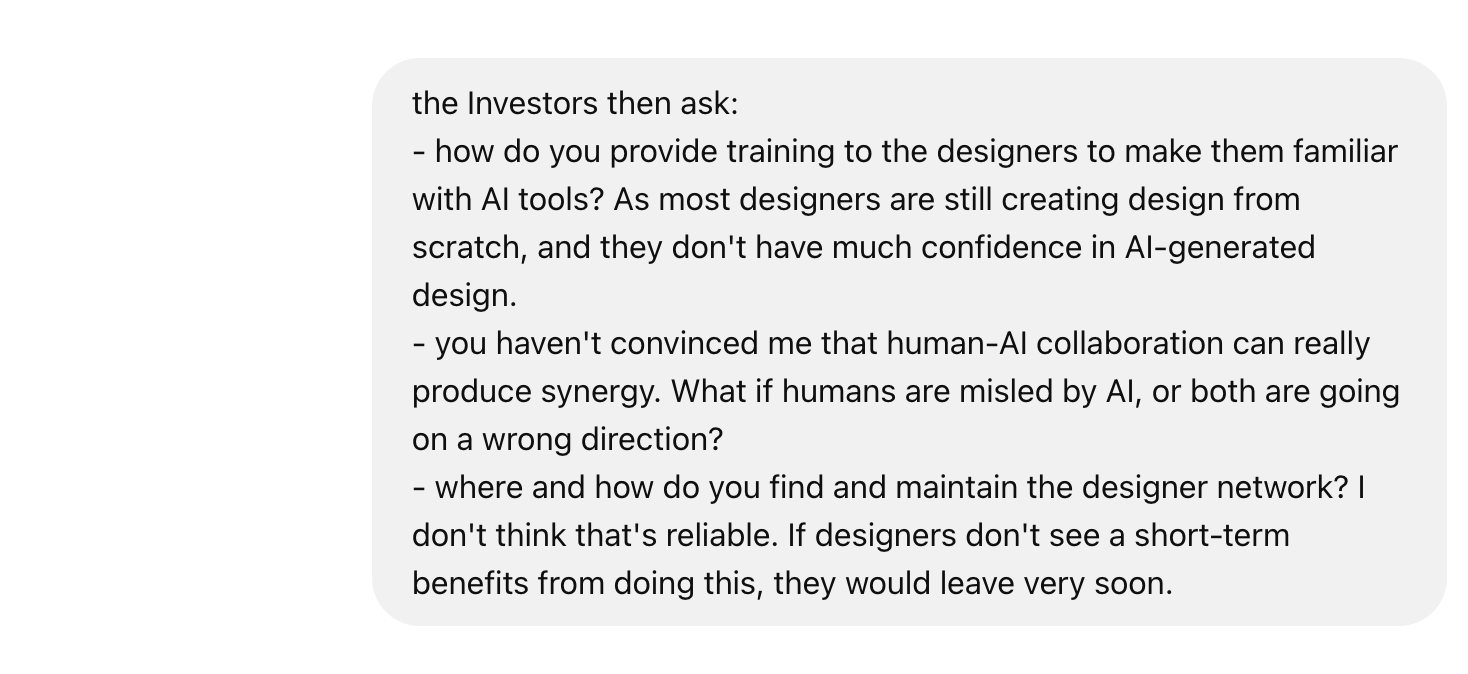 the Investors then ask:
- how do you provide training to the designers to make them familiar
with AI tools? As most designers are still creating design from
scratch, and they don't have much confidence in AI-generated
design.
- you haven't convinced me that human-AI collaboration can really
produce synergy. What if humans are misled by AI, or both are going
on a wrong direction?
- where and how do you find and maintain the designer network? I
don't think that's reliable. If designers don't see a short-term
benefits from doing this, they would leave very soon.